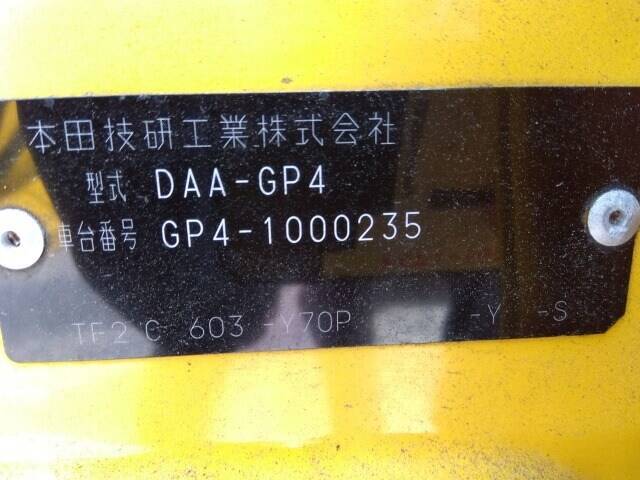 本田技研工業株式会社
型式 DAA-GP4
車台番号 GP4-1000235
TF2 C 603 -Y70P -Y -S